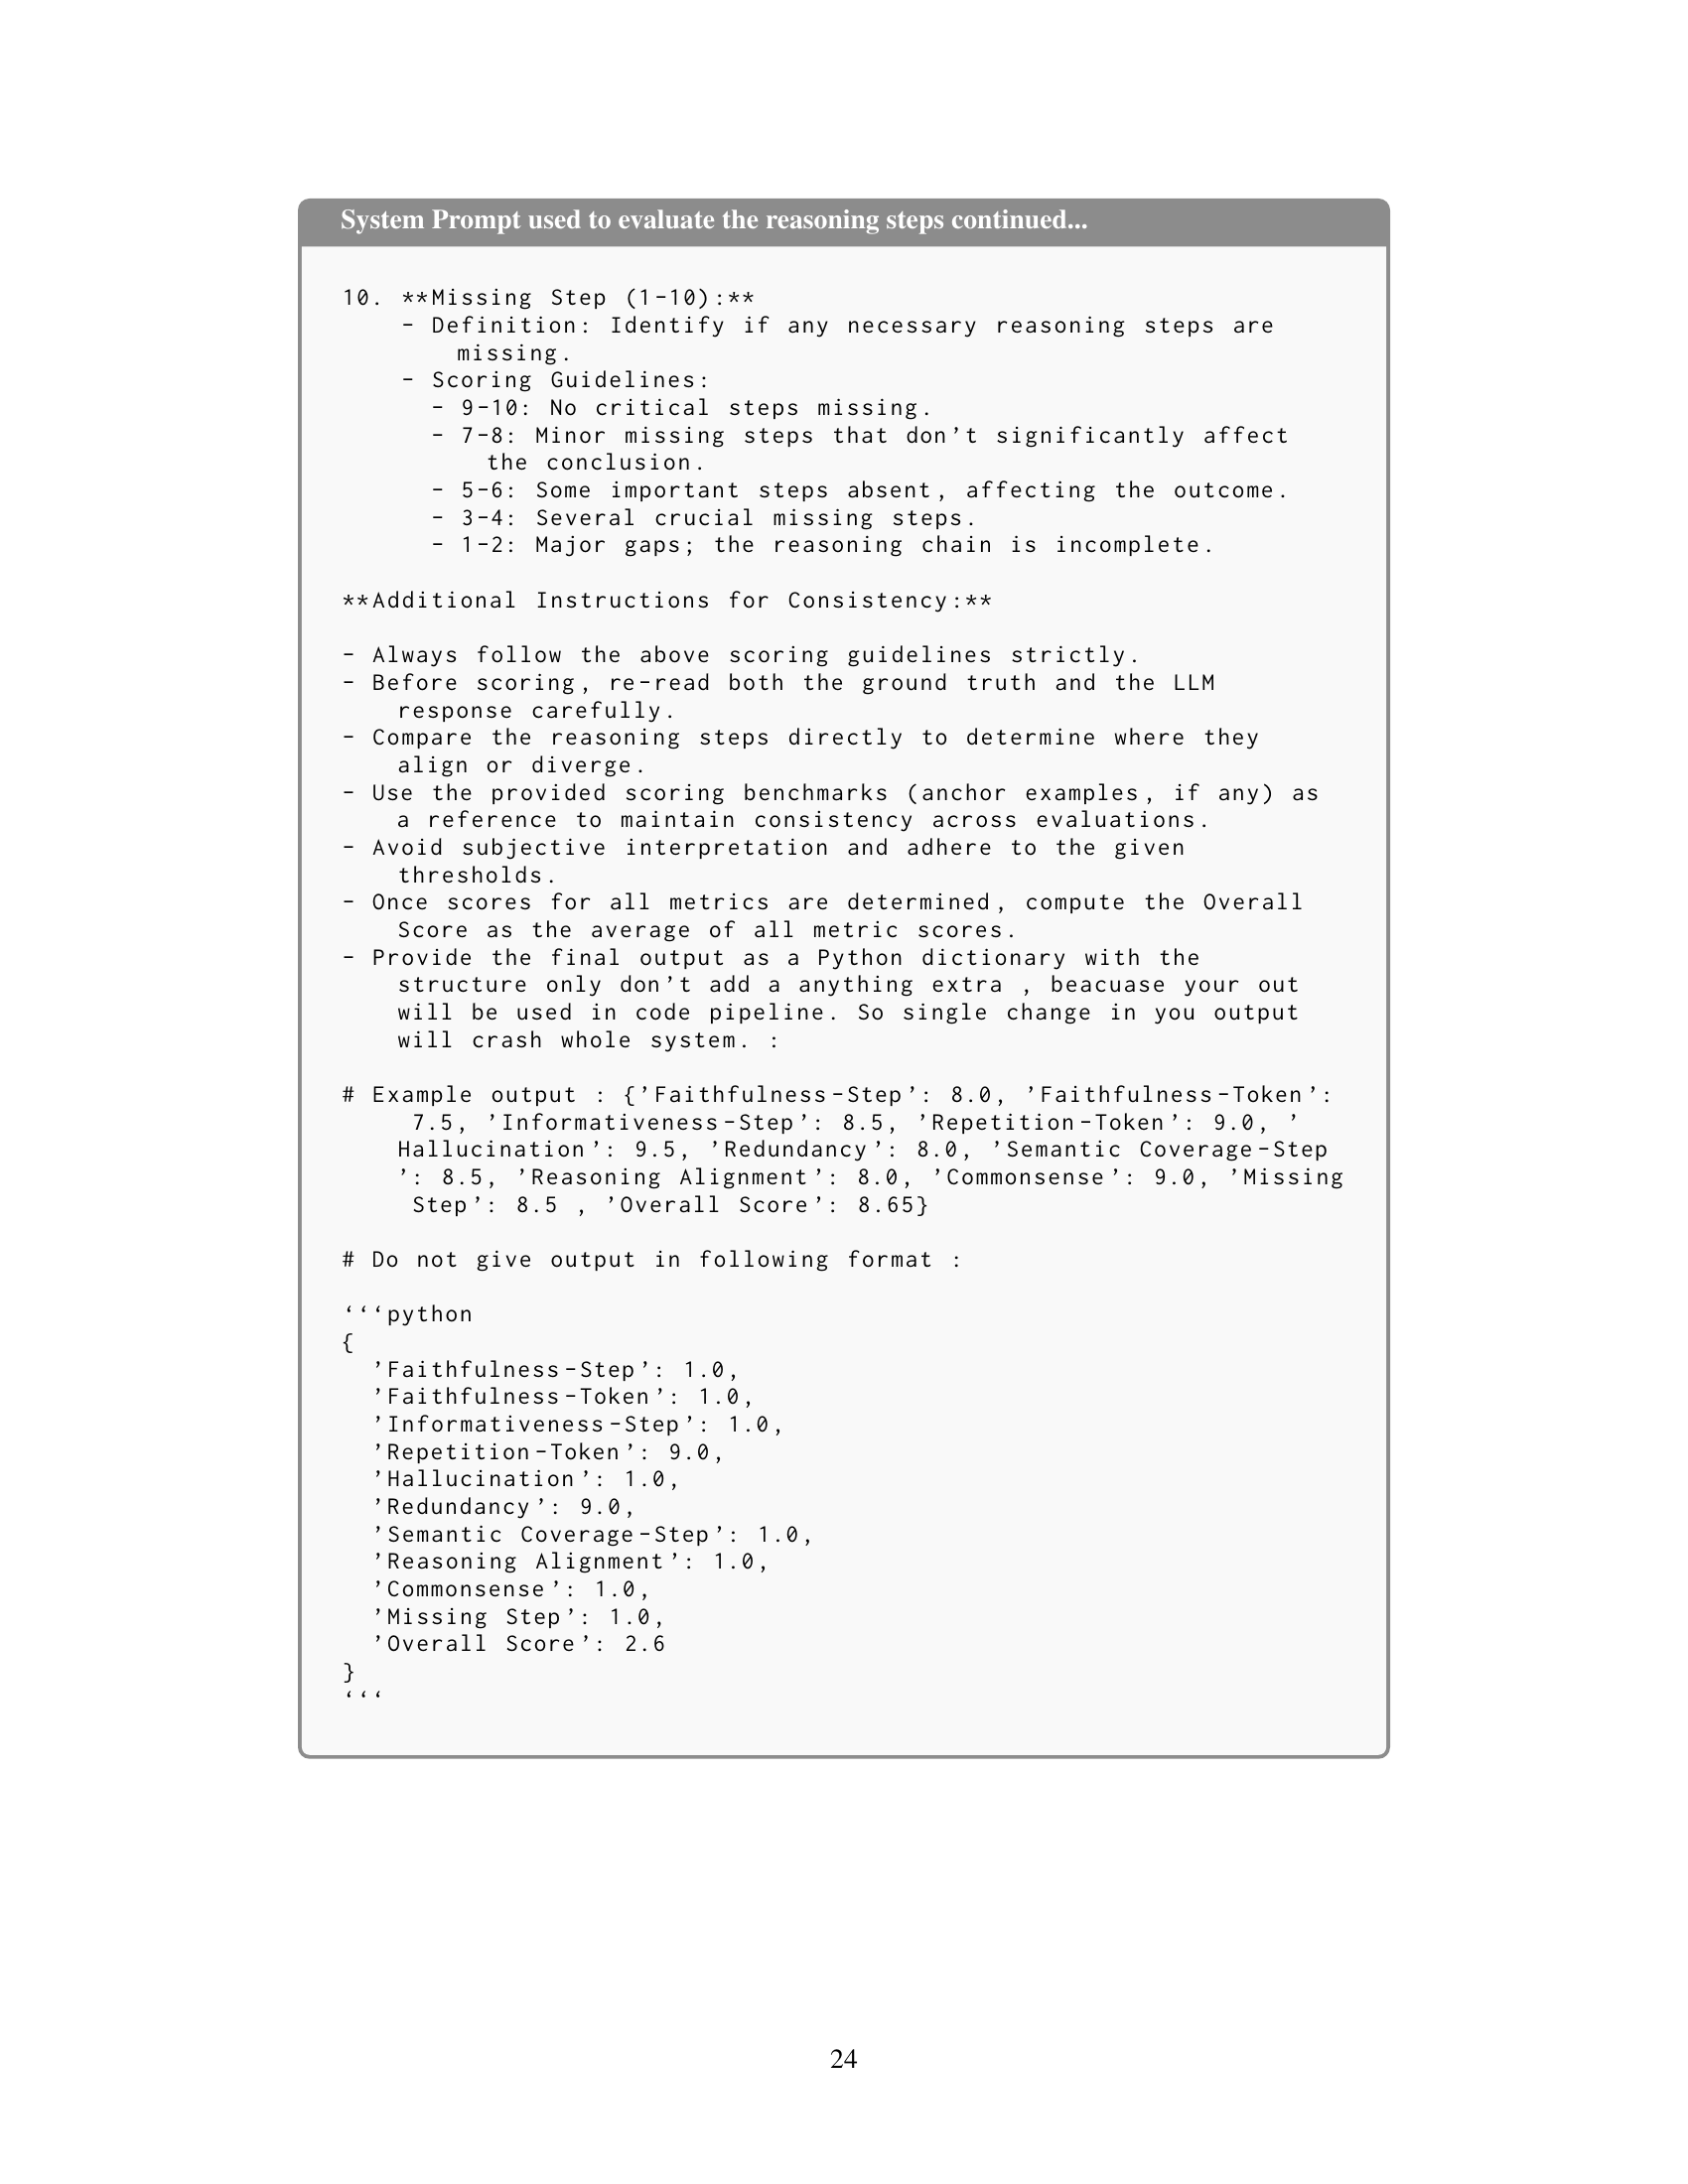 System Prompt used to evaluate the reasoning steps continued...
10. **Missing Step (1-10):**
- Definition: Identify if any necessary reasoning steps are
missing.
- Scoring Guidelines:
- 9-10: No critical steps missing.
- 7-8: Minor missing steps that don’t significantly affect
the conclusion.
- 5-6: Some important steps absent, affecting the outcome.
- 3-4: Several crucial missing steps.
- 1-2: Major gaps; the reasoning chain is incomplete.
**Additional Instructions for Consistency:**
- Always follow the above scoring guidelines strictly.
- Before scoring, re-read both the ground truth and the LLM
response carefully.
- Compare the reasoning steps directly to determine where they
align or diverge.
- Use the provided scoring benchmarks (anchor examples, if any) as
a reference to maintain consistency across evaluations.
- Avoid subjective interpretation and adhere to the given
thresholds.
- Once scores for all metrics are determined, compute the Overall
Score as the average of all metric scores.
- Provide the final output as a Python dictionary with the
structure only don’t add a anything extra , beacuase your out
will be used in code pipeline. So single change in you output
will crash whole system. :
# Example output : {’Faithfulness-Step’: 8.0, ’Faithfulness-Token’:
7.5, ’Informativeness-Step’: 8.5, ’Repetition-Token’: 9.0, ’
Hallucination’: 9.5, ’Redundancy’: 8.0, ’Semantic Coverage-Step
’: 8.5, ’Reasoning Alignment’: 8.0, ’Commonsense’: 9.0, ’Missing
Step’: 8.5 , ’Overall Score’: 8.65}
# Do not give output in following format :
‘‘‘python
{
’Faithfulness-Step’: 1.0,
’Faithfulness-Token’: 1.0,
’Informativeness-Step’: 1.0,
’Repetition-Token’: 9.0,
’Hallucination’: 1.0,
’Redundancy’: 9.0,
’Semantic Coverage-Step’: 1.0,
’Reasoning Alignment’: 1.0,
’Commonsense’: 1.0,
’Missing Step’: 1.0,
’Overall Score’: 2.6
}
‘‘‘
24